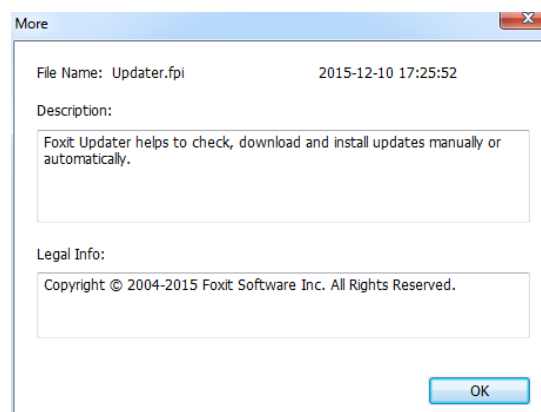 More
File Name: Updater.fpi 2015-12-10 17:25:52
Description:
Foxit Updater helps to check, download and install updates manually or
automatically.
Legal Info:
Copyright © 2004-2015 Foxit Software Inc. All Rights Reserved.
OK